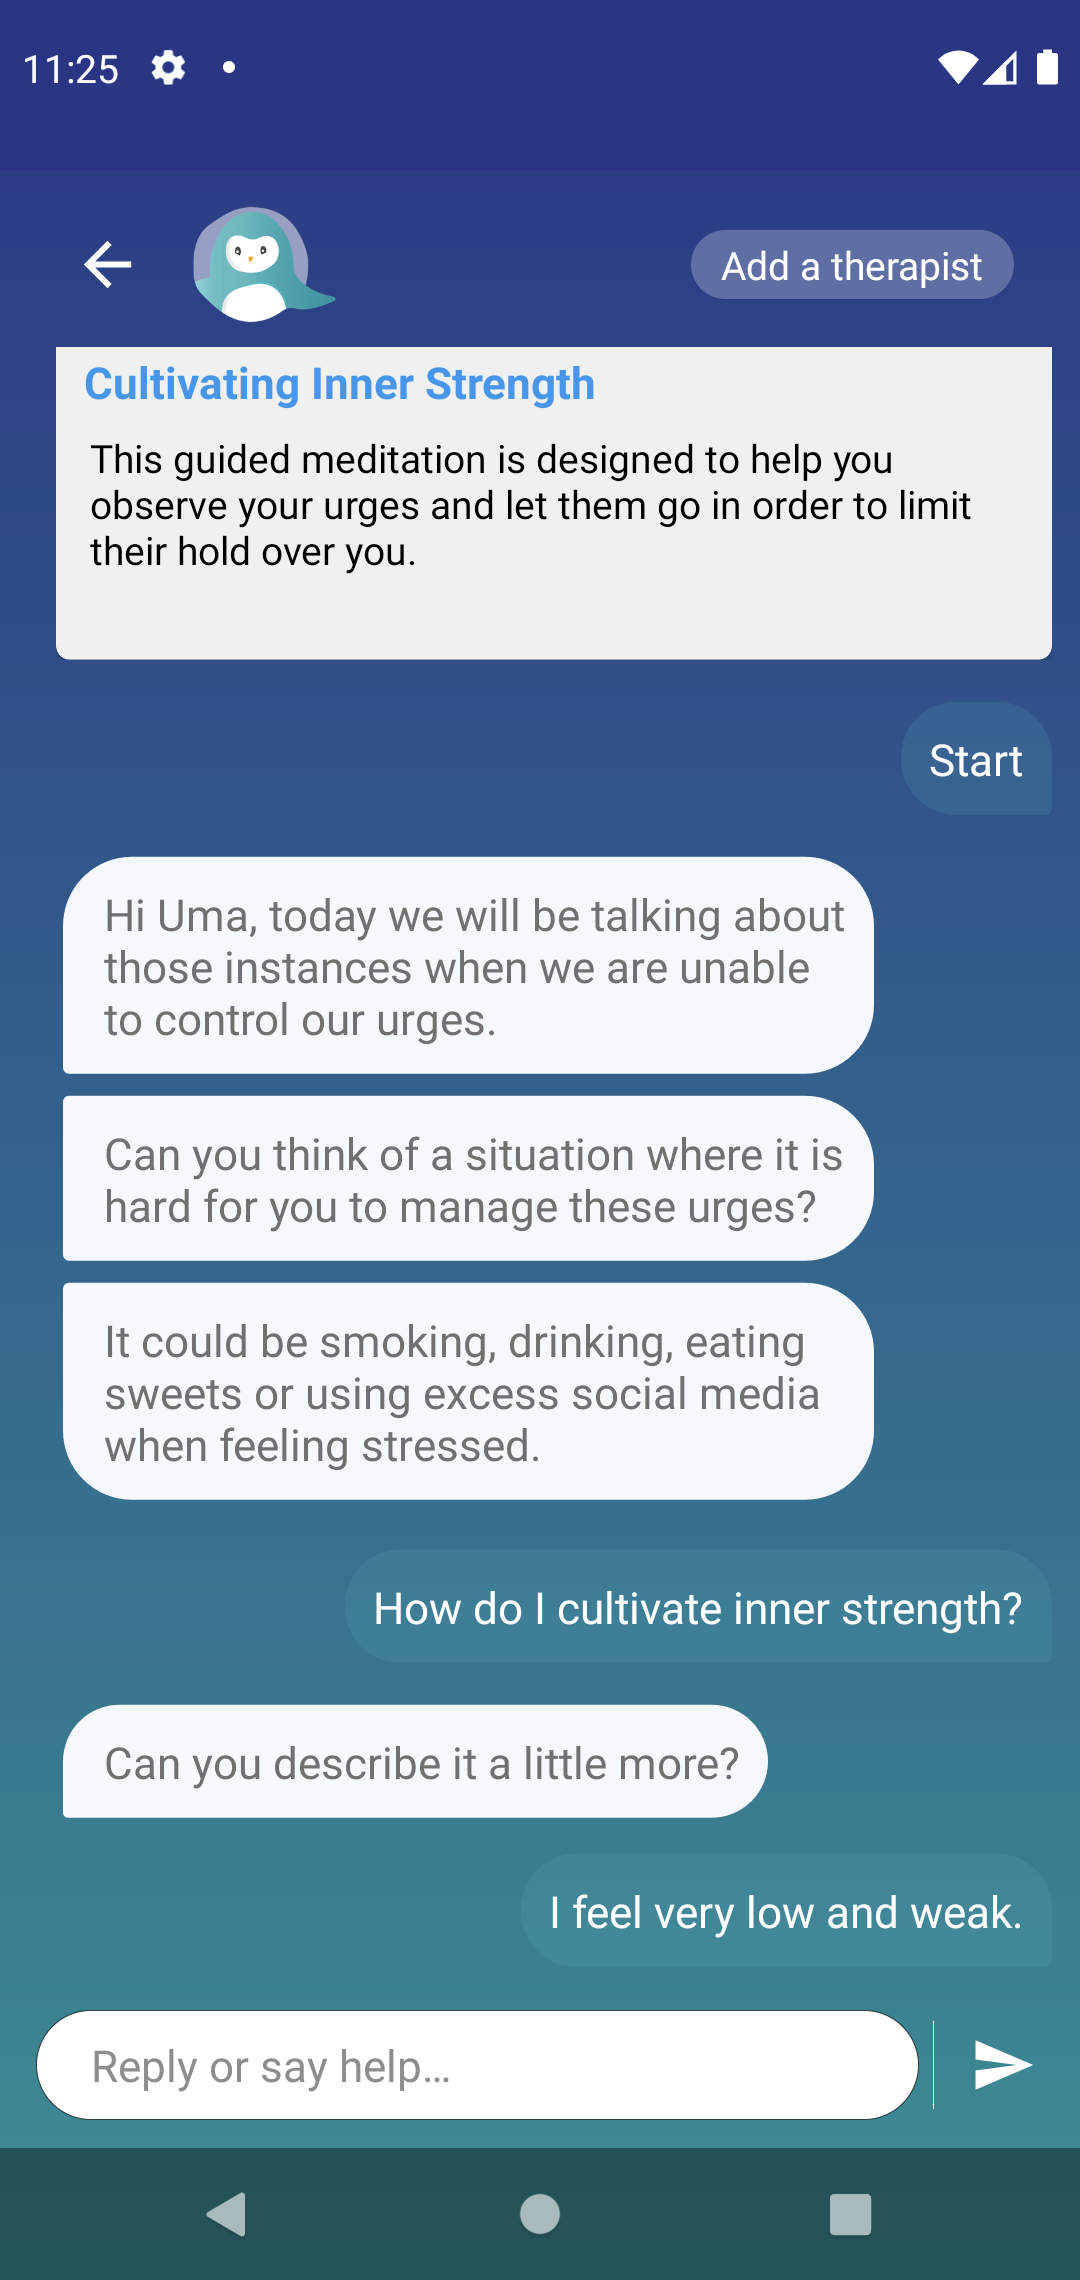 11:25
Add a therapist
Cultivating Inner Strength
This guided meditation is designed to help you
observe your urges and let them go in order to limit
their hold over you.
Start
Hi Uma, today we will be talking about
those instances when we are unable
to control our urges.
Can you think of a situation where it is
hard for you to manage these urges?
It could be smoking, drinking, eating
sweets or using excess social media
when feeling stressed.
How do I cultivate inner strength?
Can you describe it a little more?
I feel very low and weak.
Reply or say help...